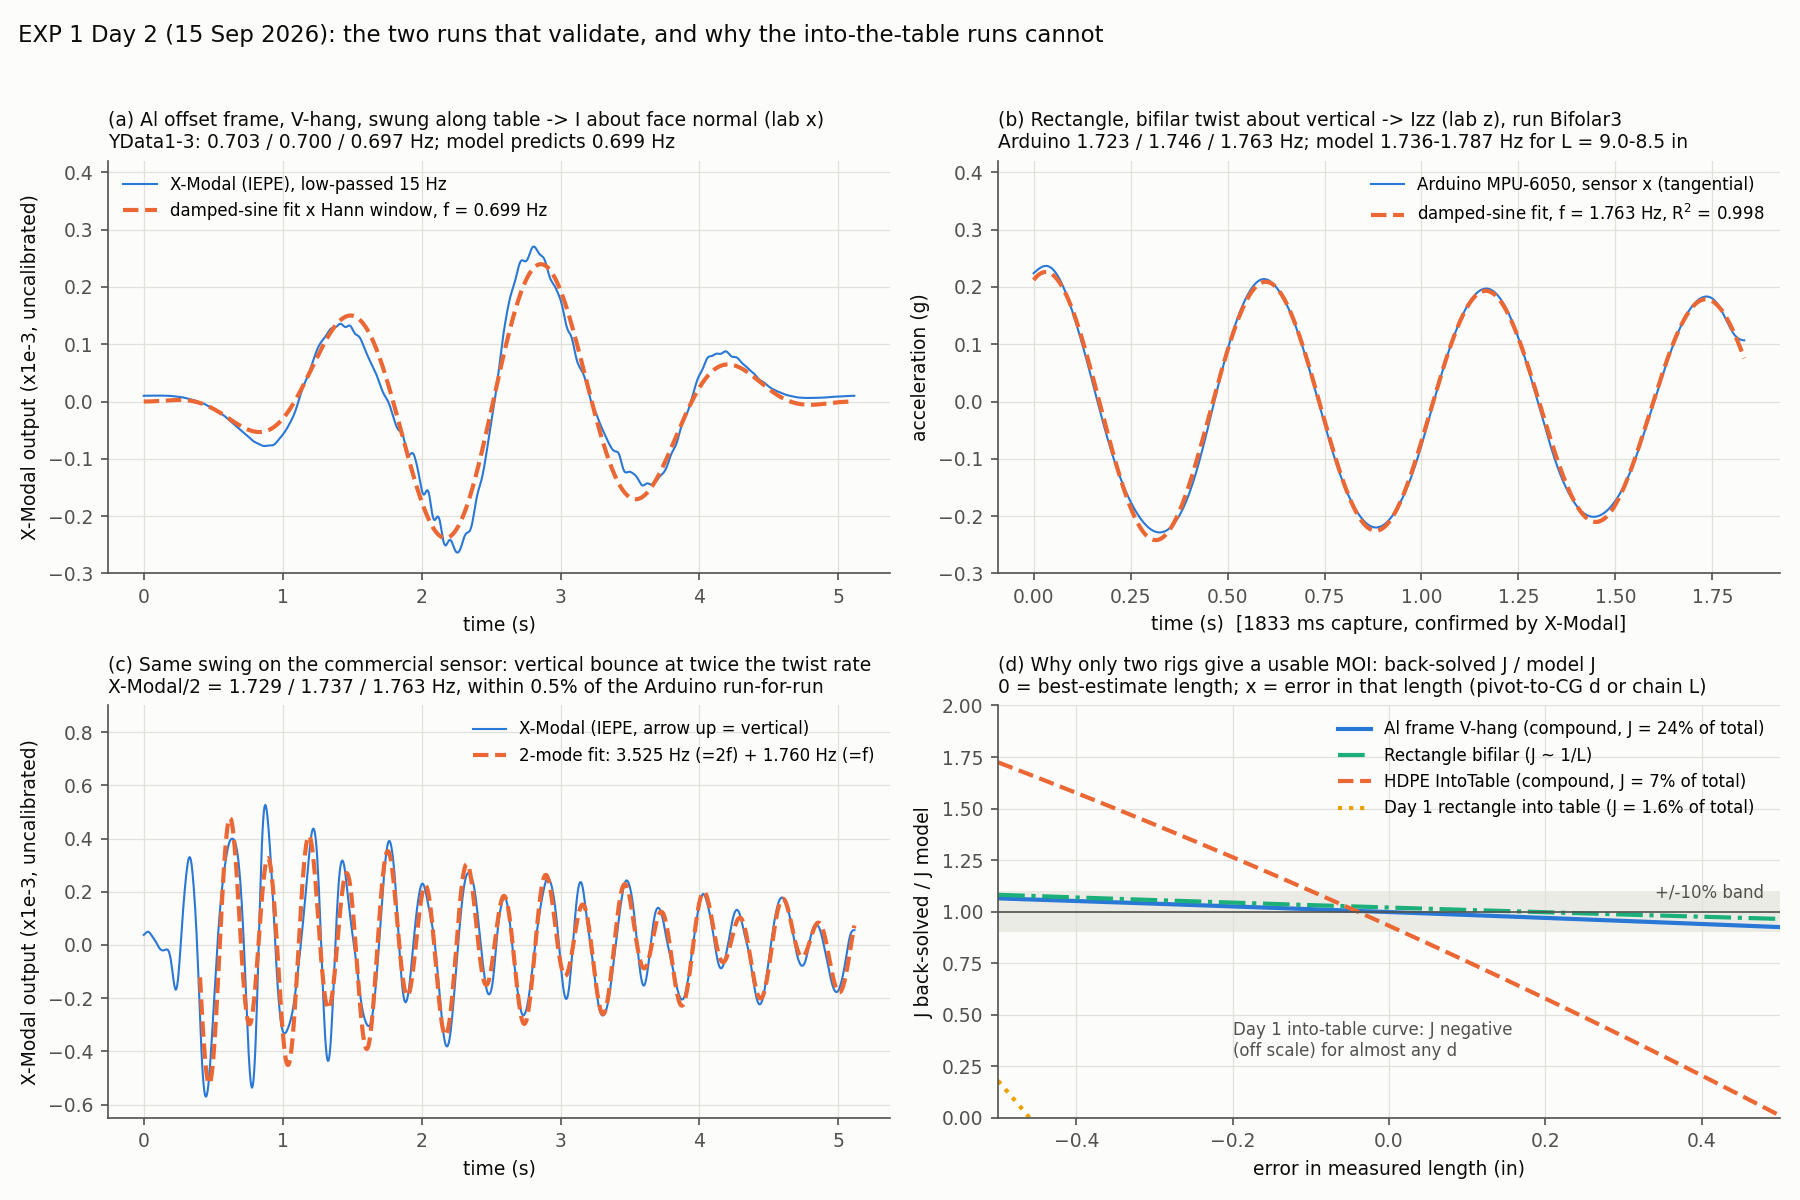 EXP 1 Day 2 (15 Sep 2026): the two runs that validate, and why the into-the-table runs cannot
(a) Al offset frame, V-hang, swung along table -> I about face normal (lab x)
YData1-3: 0.703 / 0.700 / 0.697 Hz; model predicts 0.699 Hz
X-Modal (IEPE), low-passed 15 Hz
damped-sine fit x Hann window, f = 0.699 Hz
X-Modal output (x1e-3, uncalibrated)
0.4
0.3
0.2
0.1
0.0
−0.1
−0.2
−0.3
0 1 2 3 4 5
time (s)
(b) Rectangle, bifilar twist about vertical -> Izz (lab z), run Bifolar3
Arduino 1.723 / 1.746 / 1.763 Hz; model 1.736-1.787 Hz for L = 9.0-8.5 in
Arduino MPU-6050, sensor x (tangential)
damped-sine fit, f = 1.763 Hz, R² = 0.998
acceleration (g)
0.4
0.3
0.2
0.1
0.0
−0.1
−0.2
−0.3
0.00 0.25 0.50 0.75 1.00 1.25 1.50 1.75
time (s)  [1833 ms capture, confirmed by X-Modal]
(c) Same swing on the commercial sensor: vertical bounce at twice the twist rate
X-Modal/2 = 1.729 / 1.737 / 1.763 Hz, within 0.5% of the Arduino run-for-run
X-Modal (IEPE, arrow up = vertical)
2-mode fit: 3.525 Hz (=2f) + 1.760 Hz (=f)
X-Modal output (x1e-3, uncalibrated)
0.8
0.6
0.4
0.2
0.0
−0.2
−0.4
−0.6
0 1 2 3 4 5
time (s)
(d) Why only two rigs give a usable MOI: back-solved J / model J
0 = best-estimate length; x = error in that length (pivot-to-CG d or chain L)
Al frame V-hang (compound, J = 24% of total)
Rectangle bifilar (J ~ 1/L)
HDPE IntoTable (compound, J = 7% of total)
Day 1 rectangle into table (J = 1.6% of total)
+/-10% band
Day 1 into-table curve: J negative
(off scale) for almost any d
J back-solved / J model
2.00
1.75
1.50
1.25
1.00
0.75
0.50
0.25
0.00
−0.4 −0.2 0.0 0.2 0.4
error in measured length (in)